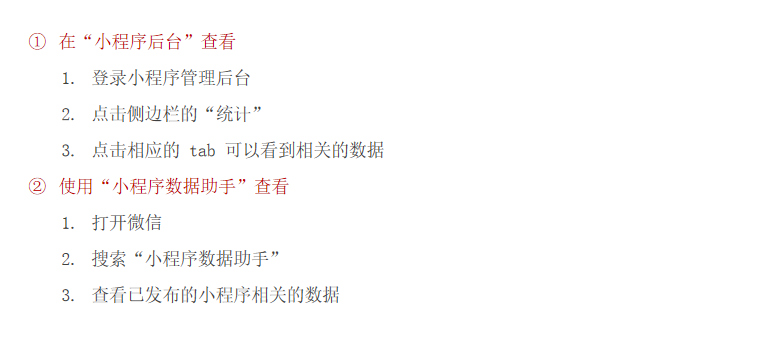 ① 在“小程序后台”查看
1. 登录小程序管理后台
2. 点击侧边栏的“统计”
3. 点击相应的 tab 可以看到相关的数据
② 使用“小程序数据助手”查看
1. 打开微信
2. 搜索“小程序数据助手”
3. 查看已发布的小程序相关的数据